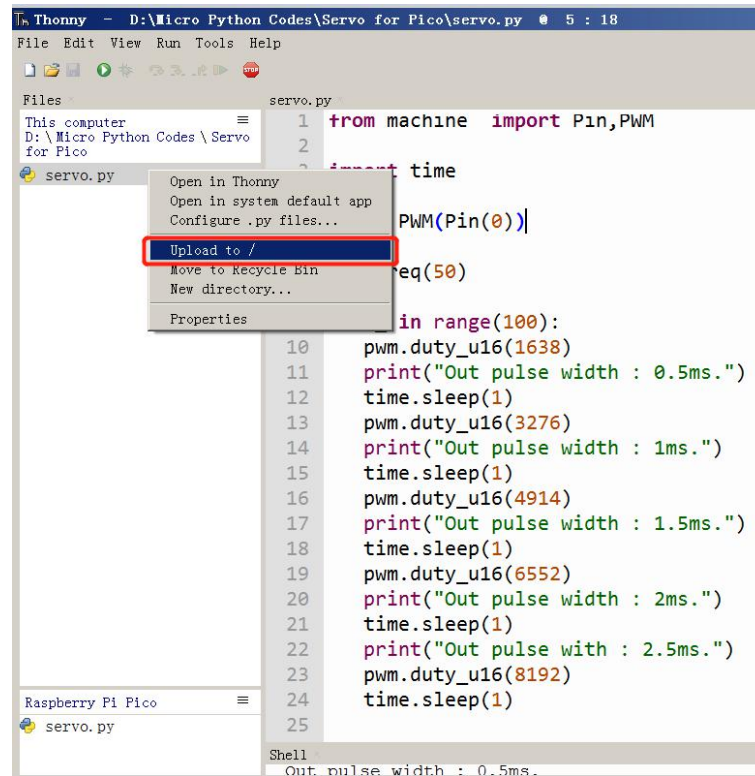 Thonny - D:\Micro Python Codes\Servo for Pico\servo.py @ 5 : 18
File Edit View Run Tools Help
STOP
Files
This computer
D:\Micro Python Codes\Servo
for Pico
servo.py
Open in Thonny
Open in system default app
Configure .py files...
Upload to /
Move to Recycle Bin
New directory...
Properties
Raspberry Pi Pico
servo.py
servo.py
1 from machine import Pin,PWM
2
import time
PWM(Pin(0))
eq(50)
in range(100):
10 pwm.duty_u16(1638)
11 print("Out pulse width : 0.5ms.")
12 time.sleep(1)
13 pwm.duty_u16(3276)
14 print("Out pulse width : 1ms.")
15 time.sleep(1)
16 pwm.duty_u16(4914)
17 print("Out pulse width : 1.5ms.")
18 time.sleep(1)
19 pwm.duty_u16(6552)
20 print("Out pulse width : 2ms.")
21 time.sleep(1)
22 print("Out pulse with : 2.5ms.")
23 pwm.duty_u16(8192)
24 time.sleep(1)
25
Shell
Out pulse width : 0.5ms.